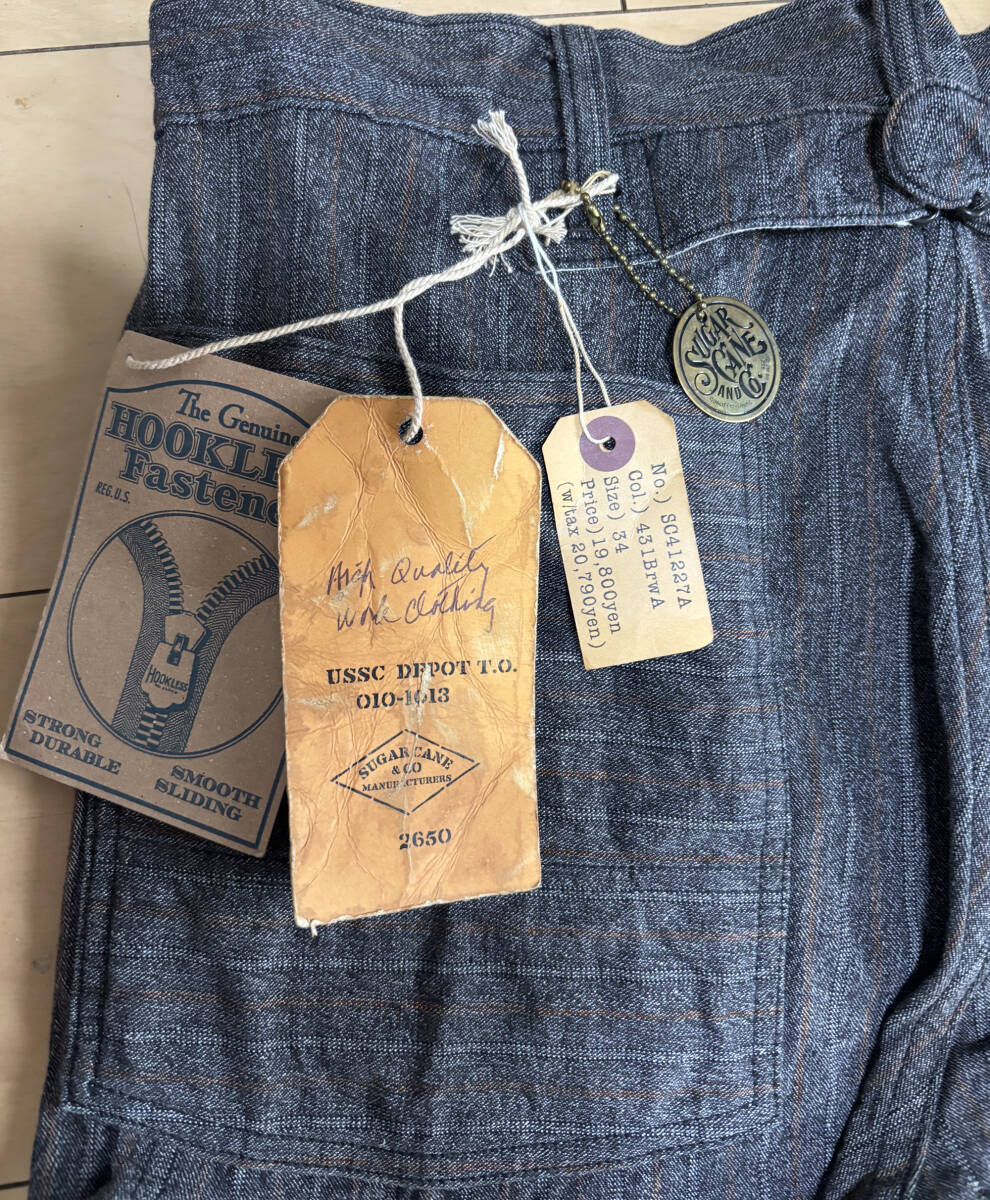 The Genuine
HOOKLE
Fastene
REG. U.S.
HOOKLESS
STRONG
DURABLE
SMOOTH
SLIDING
High Quality
Work Clothing
USSC DEPOT T.O.
010-1013
SUGAR CANE
& CO
MANUFACTURERS
2650
No.) SC41227A
Col.) 431BrwA
Size) 34
Price)19,800yen
(w/tax 20,790yen)
SUGAR
CANE
AND CO.